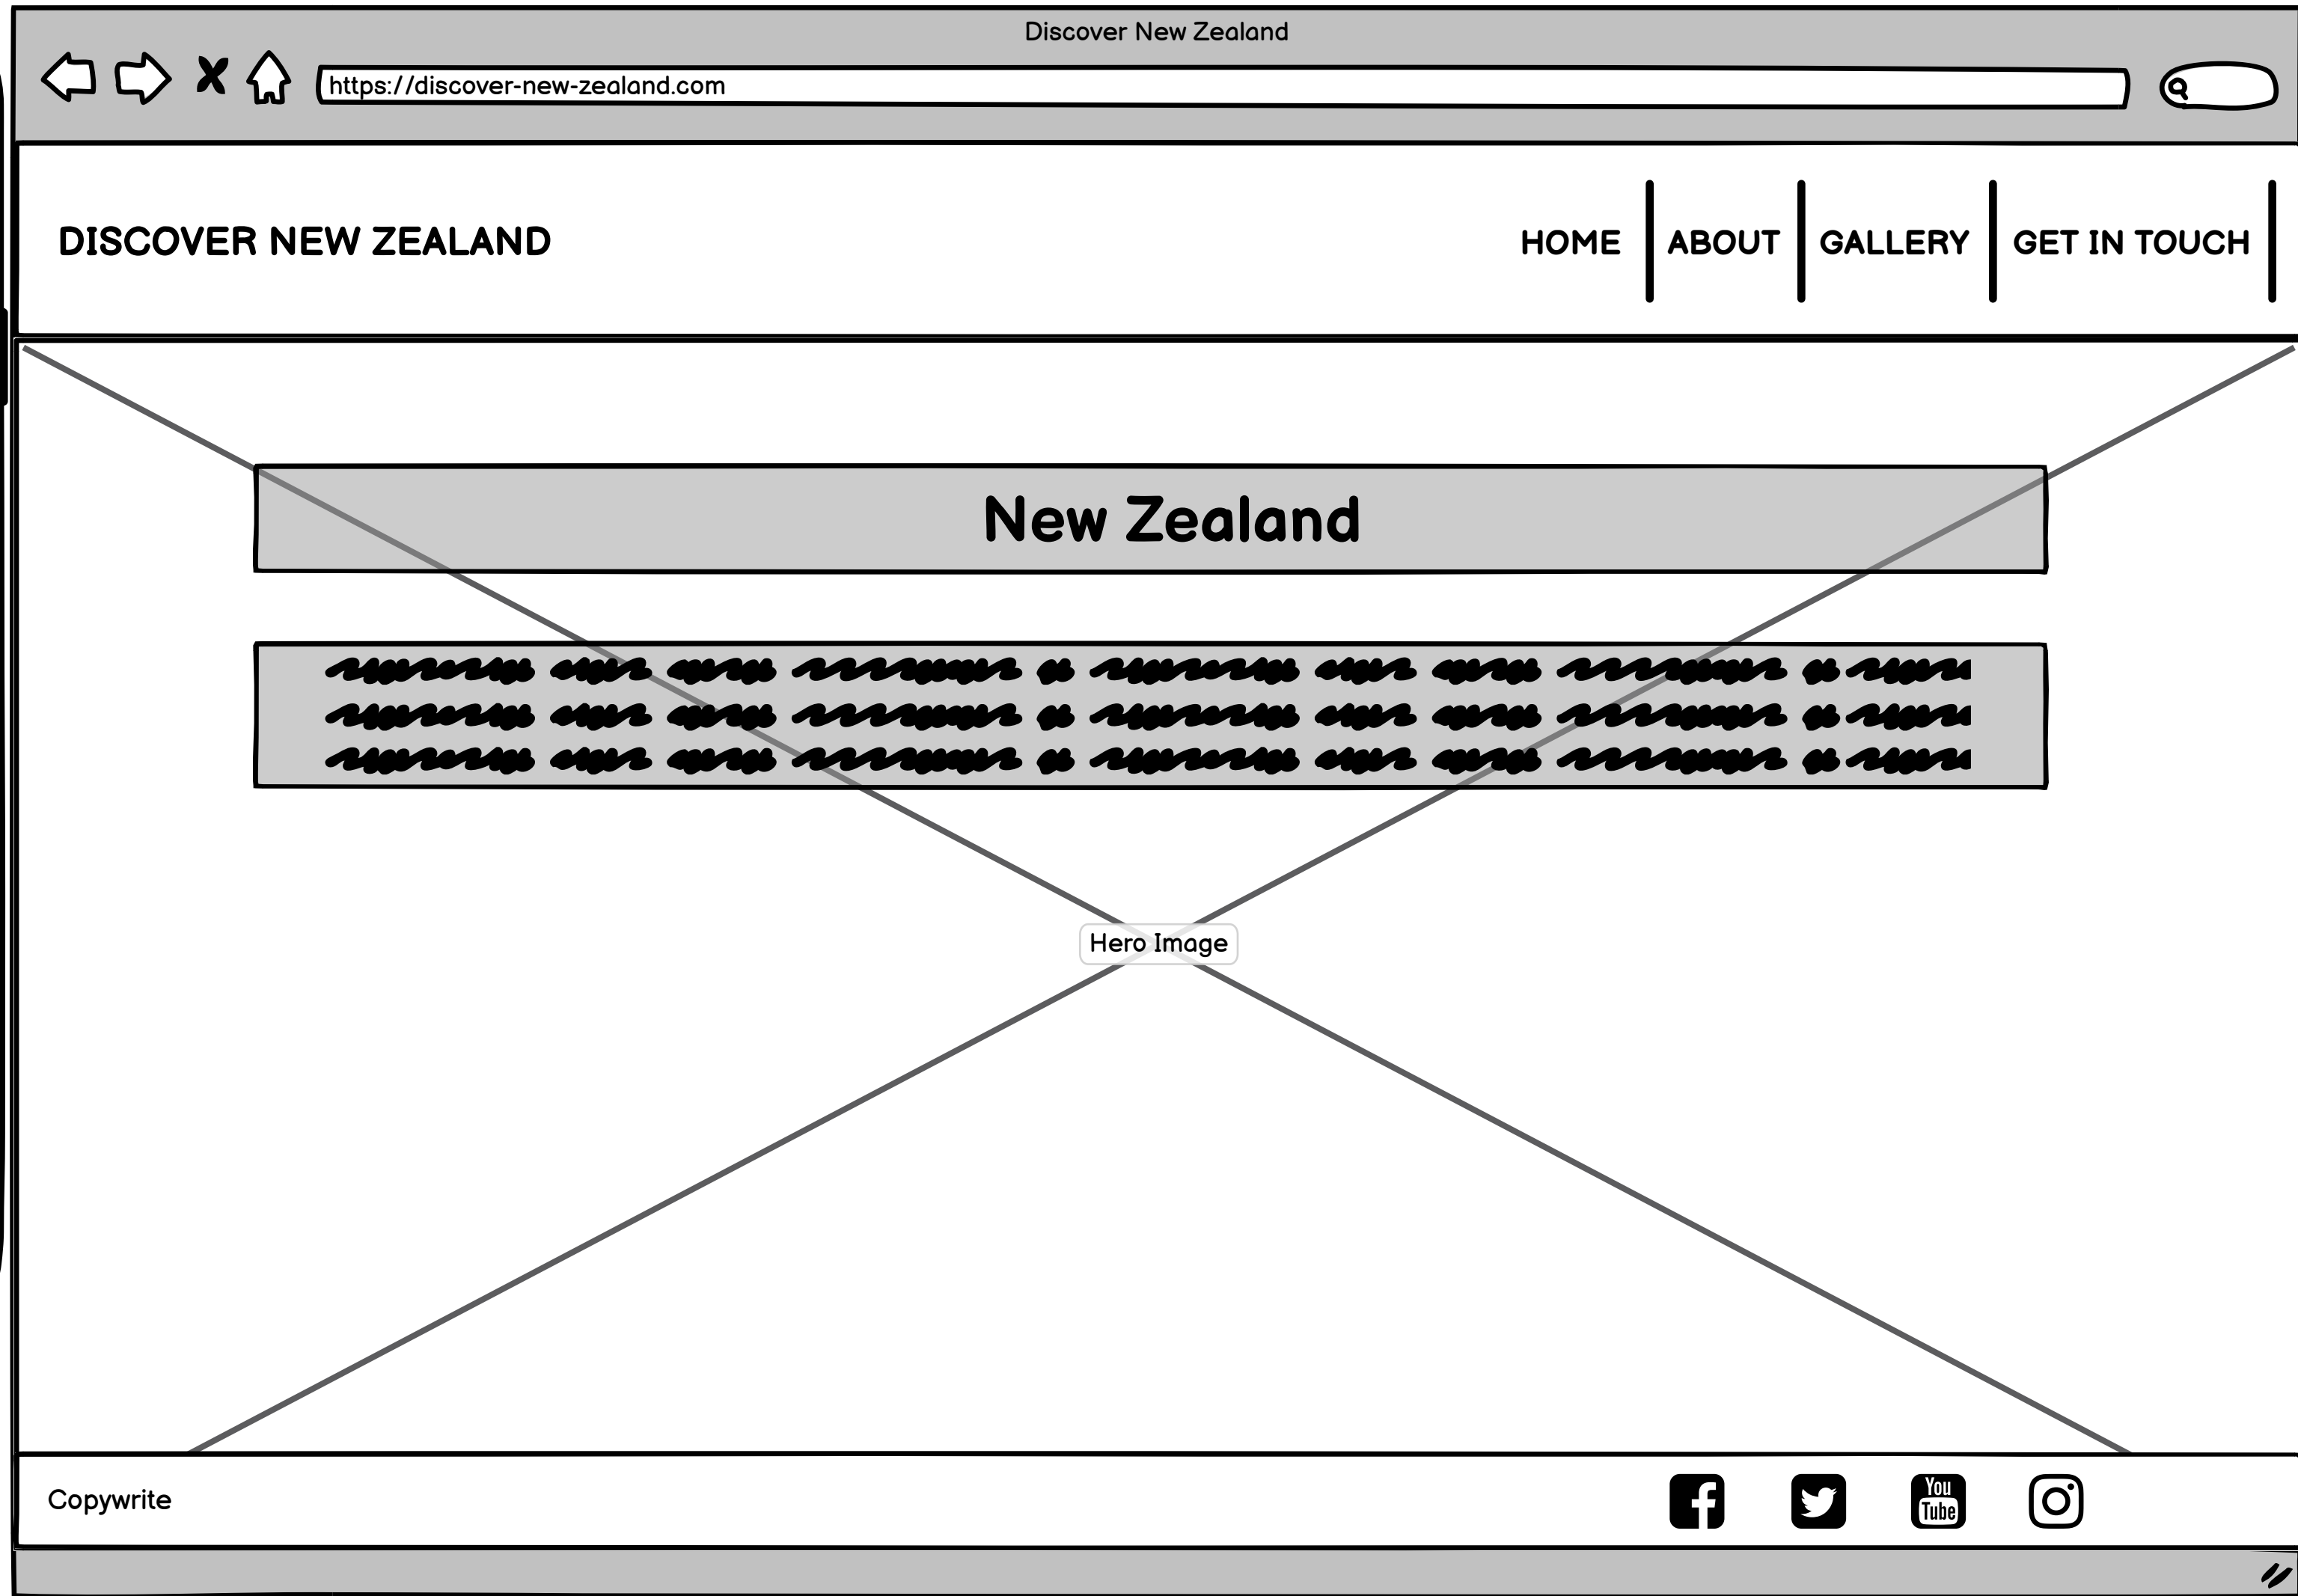 Discover New Zealand
https://discover-new-zealand.com
DISCOVER NEW ZEALAND
HOME ABOUT GALLERY GET IN TOUCH
New Zealand
Hero Image
Copywrite
You
Tube